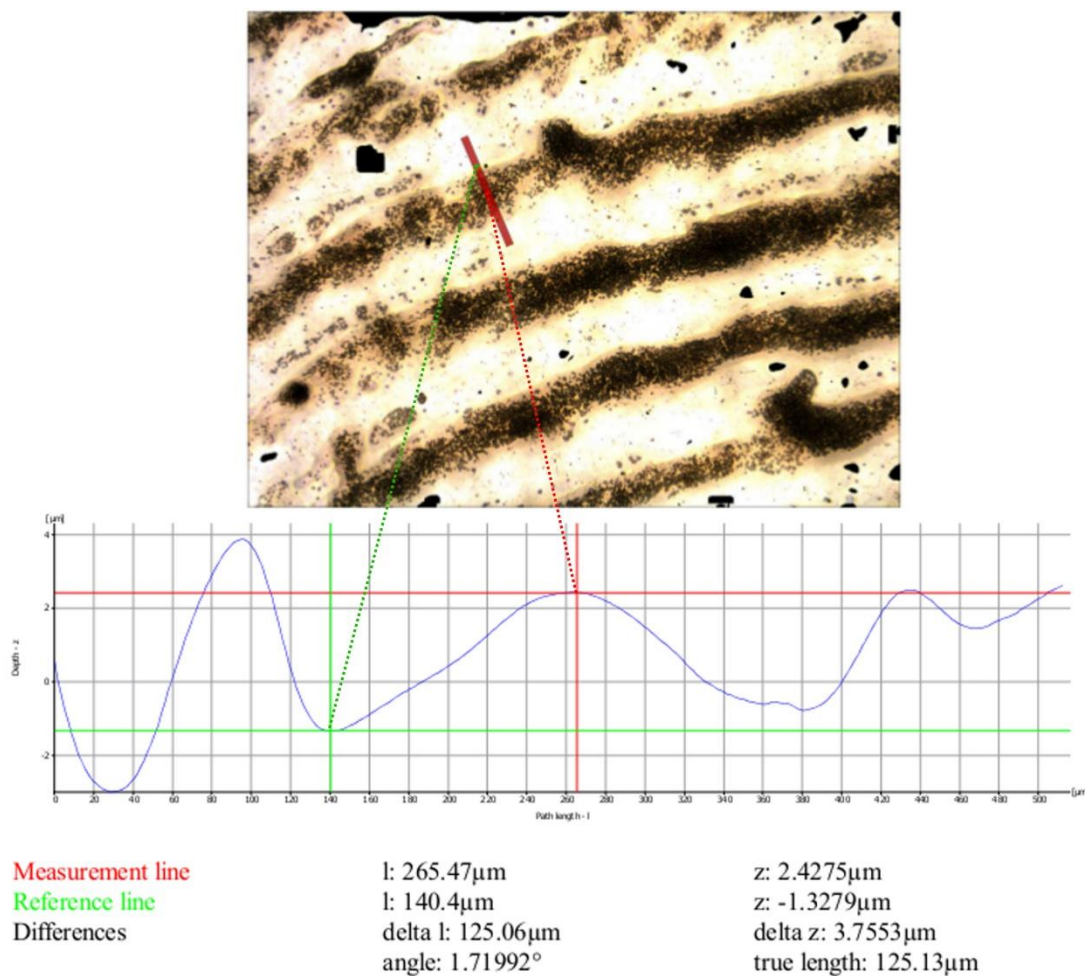 [µm]
4
2
0
-2
Depth - z
0 20 40 60 80 100 120 140 160 180 200 220 240 260 280 300 320 340 360 380 400 420 440 460 480 500
[µm
Path length - l
Measurement line l: 265.47µm z: 2.4275µm
Reference line l: 140.4µm z: -1.3279µm
Differences delta l: 125.06µm delta z: 3.7553µm
angle: 1.71992° true length: 125.13µm